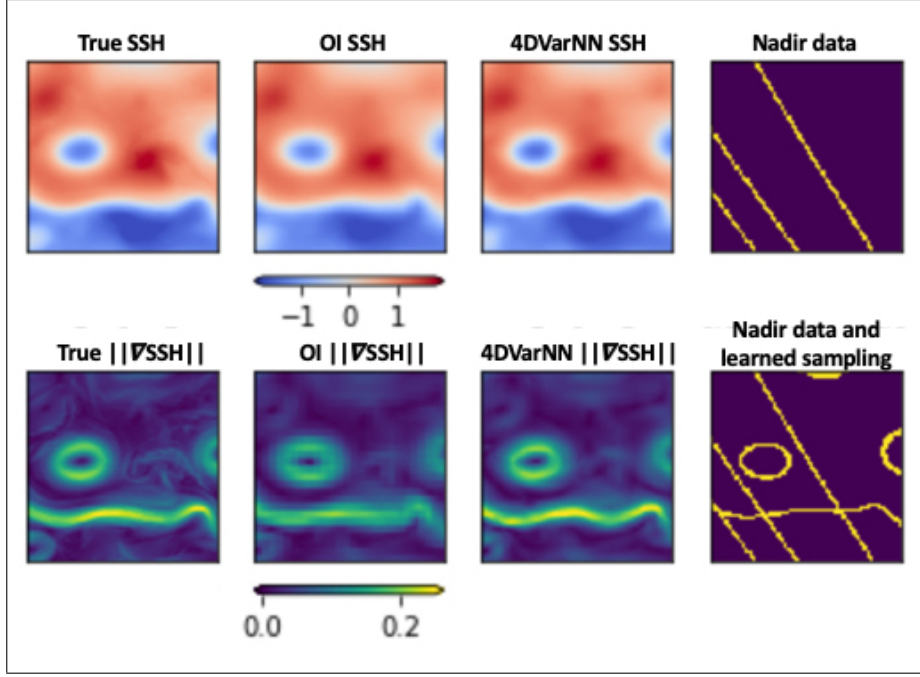 True SSH
OI SSH
4DVarNN SSH
Nadir data
−1 0 1
True ||∇SSH||
OI ||∇SSH||
4DVarNN ||∇SSH||
Nadir data and
learned sampling
0.0 0.2